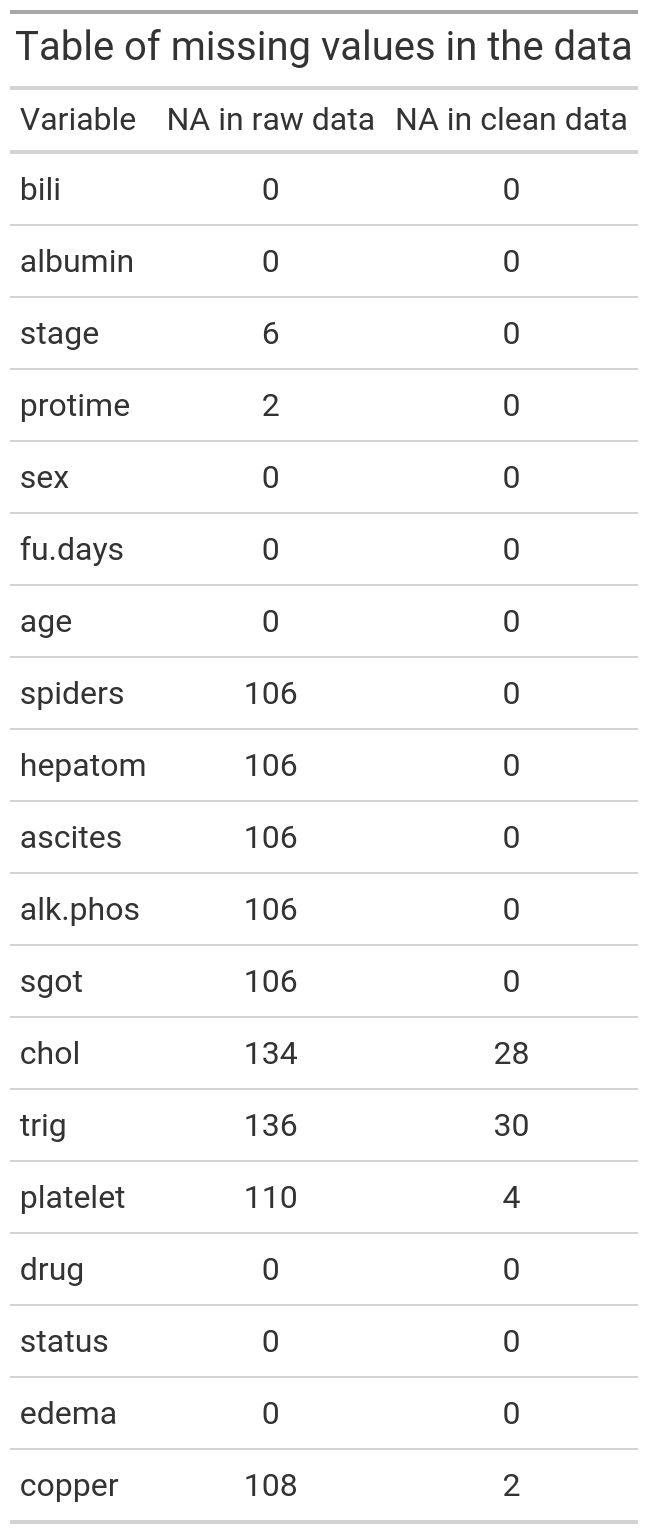 Table of missing values in the data
Variable NA in raw data NA in clean data
bili 0 0
albumin 0 0
stage 6 0
protime 2 0
sex 0 0
fu.days 0 0
age 0 0
spiders 106 0
hepatom 106 0
ascites 106 0
alk.phos 106 0
sgot 106 0
chol 134 28
trig 136 30
platelet 110 4
drug 0 0
status 0 0
edema 0 0
copper 108 2